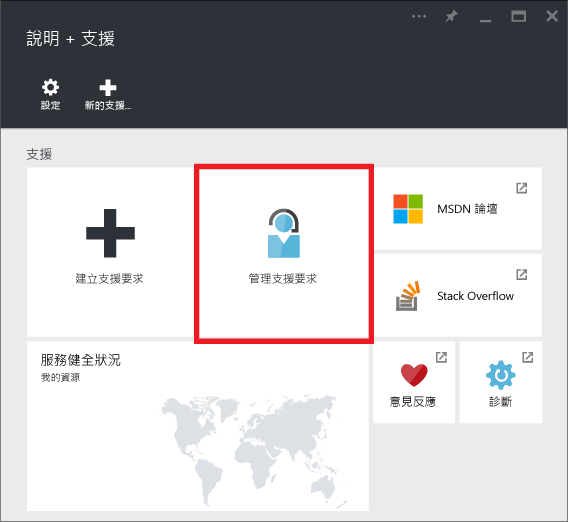 說明 + 支援
設定
新的支援...
支援
建立支援要求
管理支援要求
MSDN 論壇
Stack Overflow
服務健全狀況
我的資源
意見反應
診斷